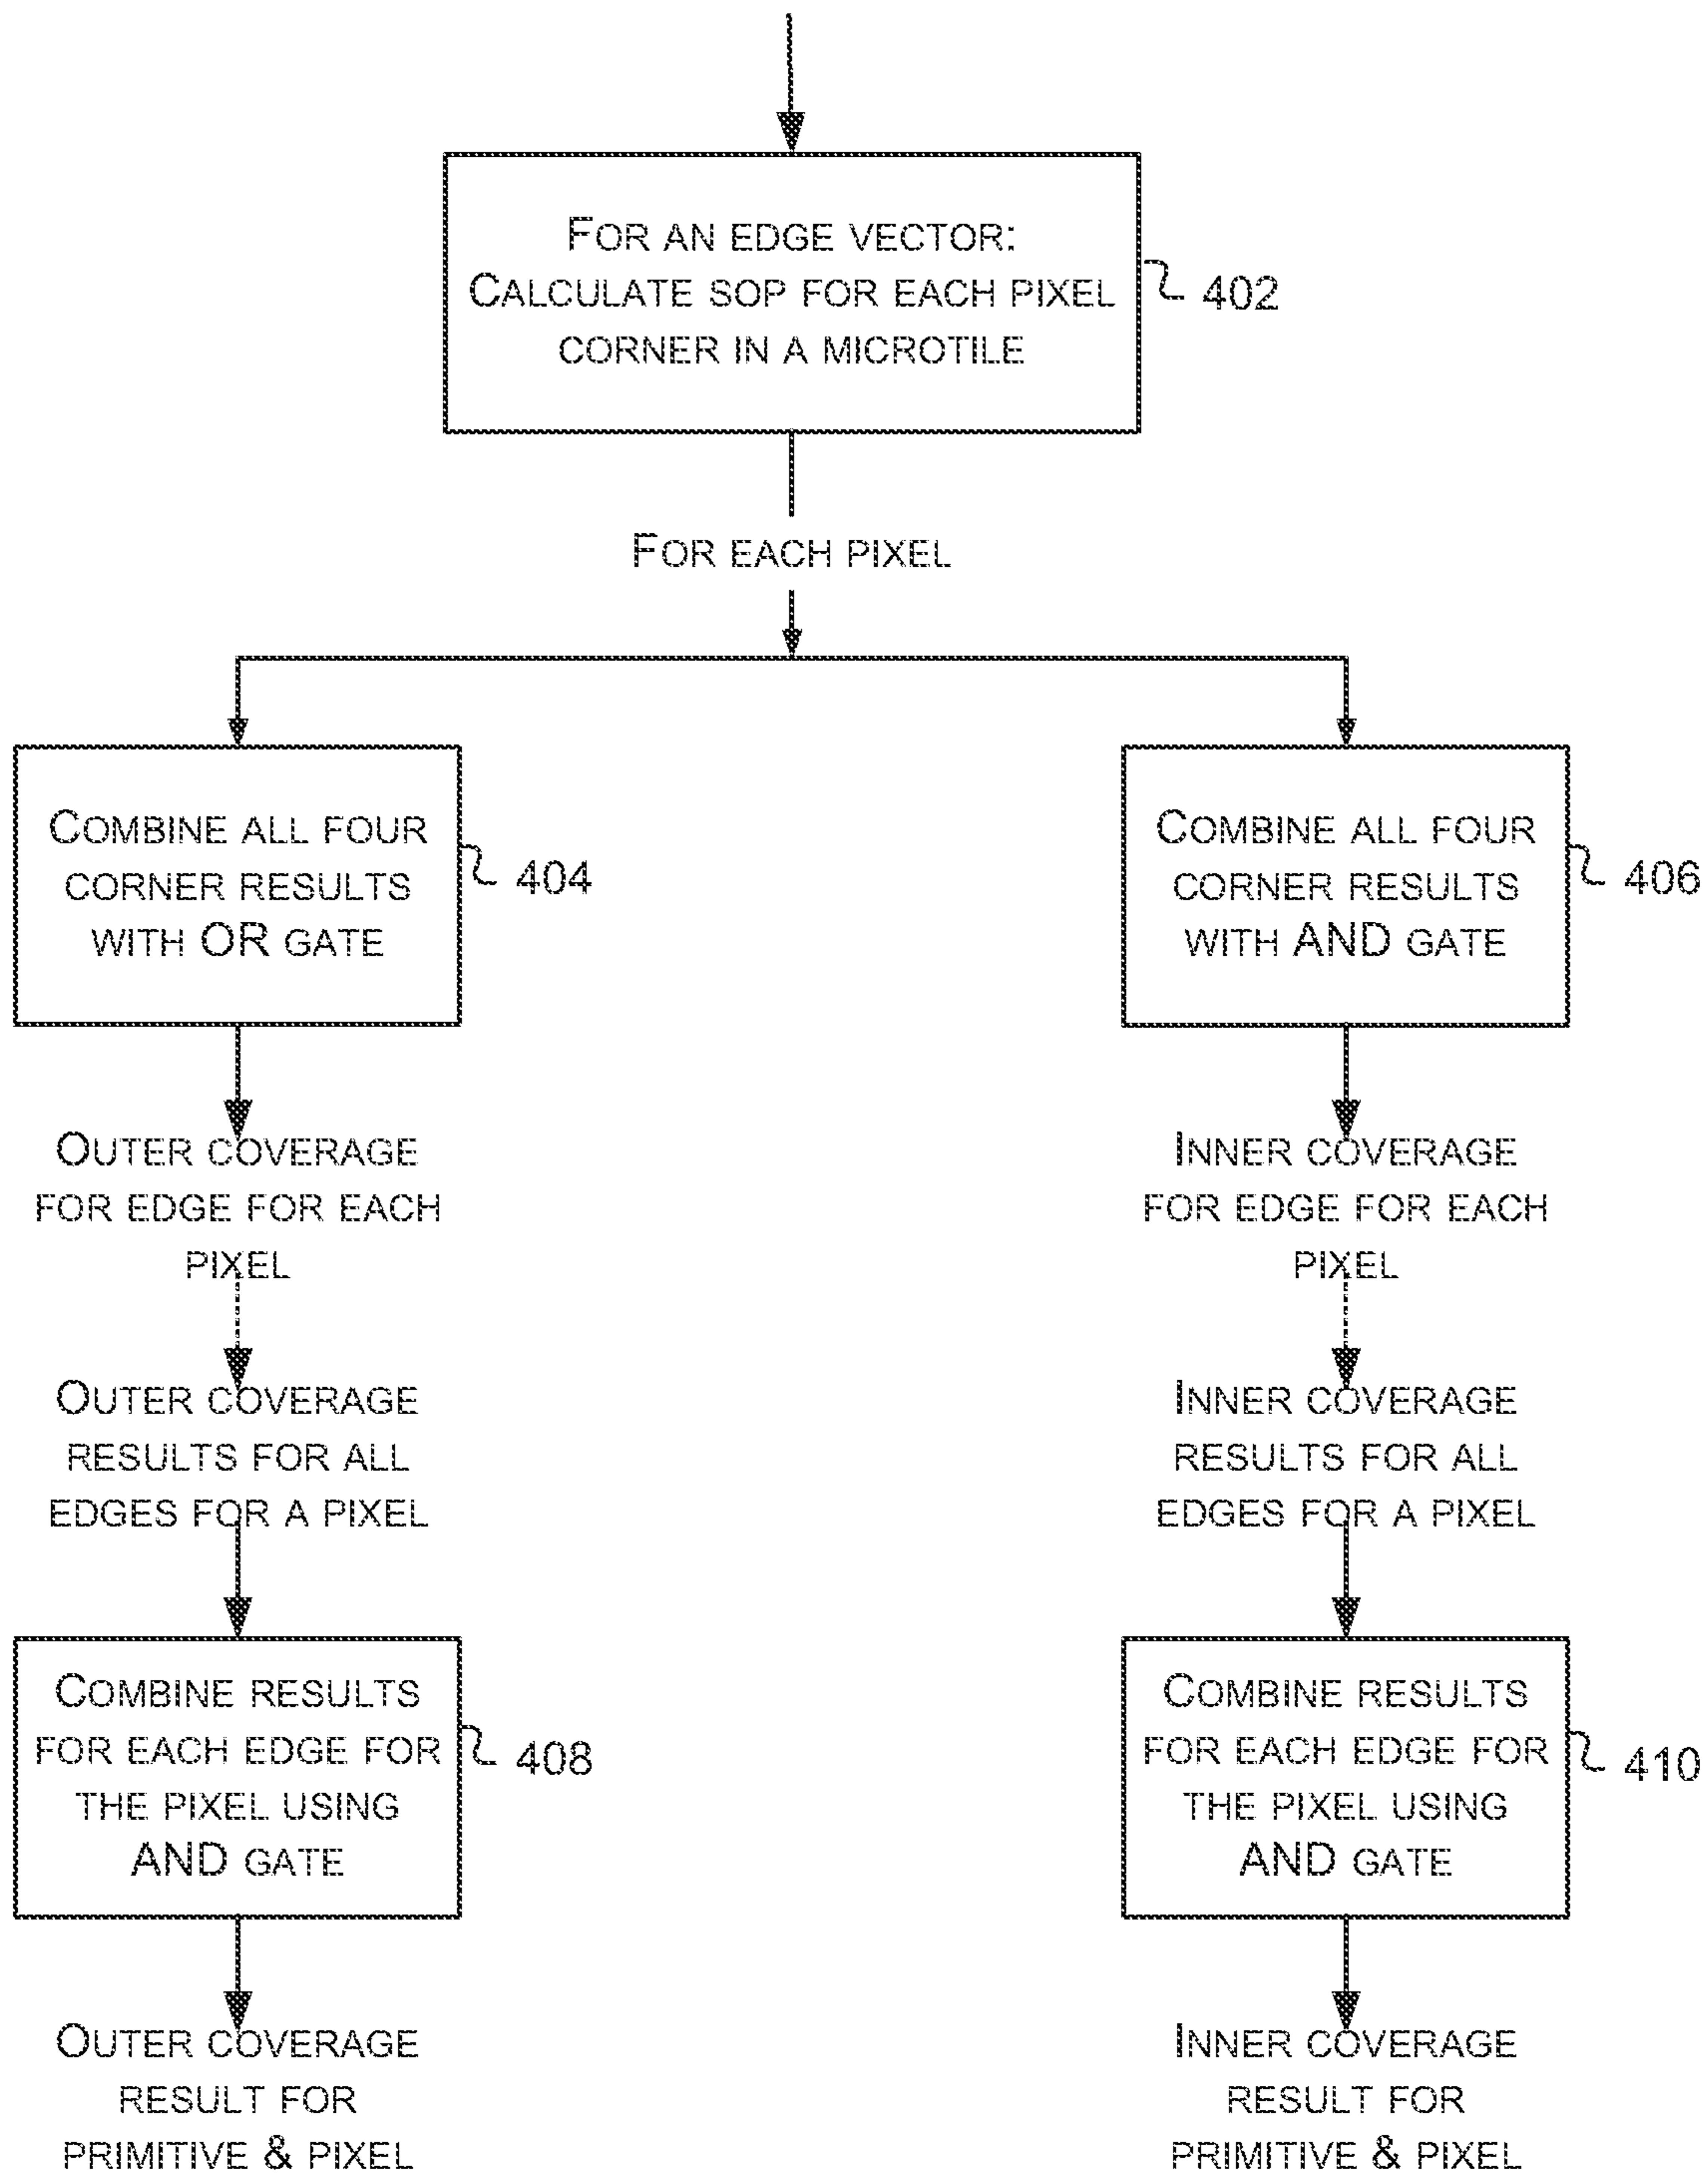 FOR AN EDGE VECTOR:
CALCULATE SOP FOR EACH PIXEL
CORNER IN A MICROTILE
402
FOR EACH PIXEL
COMBINE ALL FOUR
CORNER RESULTS
WITH OR GATE
404
COMBINE ALL FOUR
CORNER RESULTS
WITH AND GATE
406
OUTER COVERAGE
FOR EDGE FOR EACH
PIXEL
INNER COVERAGE
FOR EDGE FOR EACH
PIXEL
OUTER COVERAGE
RESULTS FOR ALL
EDGES FOR A PIXEL
INNER COVERAGE
RESULTS FOR ALL
EDGES FOR A PIXEL
COMBINE RESULTS
FOR EACH EDGE FOR
THE PIXEL USING
AND GATE
408
COMBINE RESULTS
FOR EACH EDGE FOR
THE PIXEL USING
AND GATE
410
OUTER COVERAGE
RESULT FOR
PRIMITIVE & PIXEL
INNER COVERAGE
RESULT FOR
PRIMITIVE & PIXEL